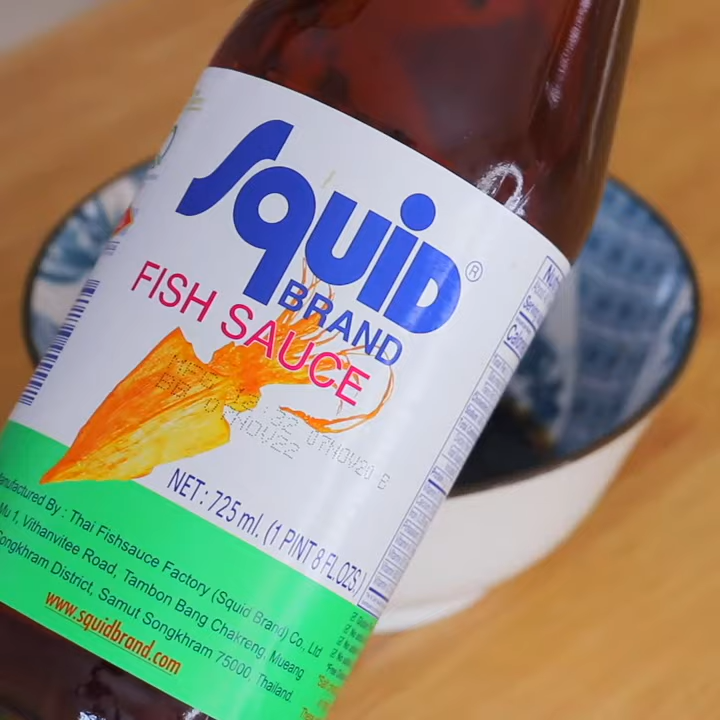 SQUID
BRAND
®
FISH SAUCE
07NOV20 B
07NOV22
NET : 725 ml. (1 PINT 8 FL.OZS)
Manufactured By : Thai Fishsauce Factory (Squid Brand) Co., Ltd
Mu 1, Vithanvitee Road, Tambon Bang Chakreng, Mueang
Songkhram District, Samut Songkhram 75000, Thailand.
www.squidbrand.com